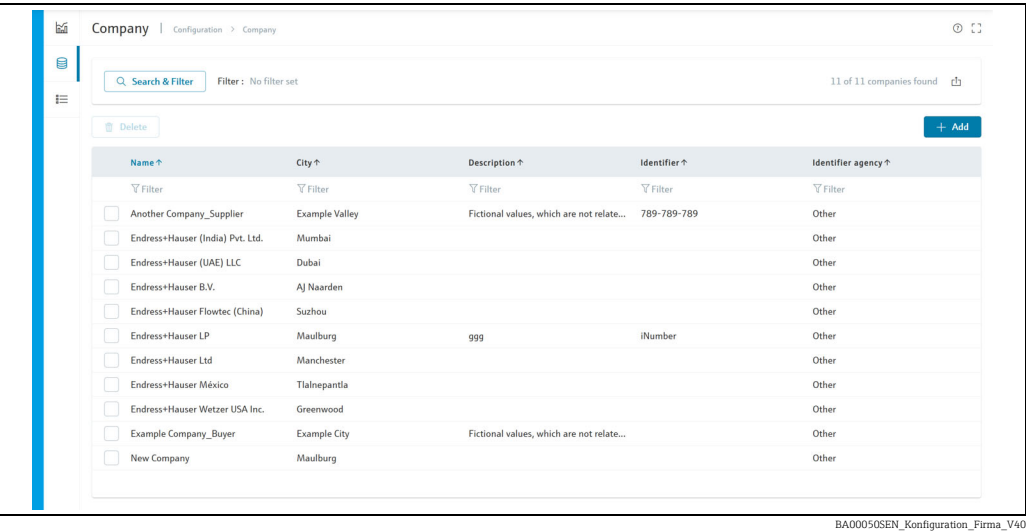 Company | Configuration > Company
Search & Filter Filter : No filter set 11 of 11 companies found
Delete + Add
Name ↑ City ↑ Description ↑ Identifier ↑ Identifier agency ↑
Filter Filter Filter Filter Filter
Another Company_Supplier Example Valley Fictional values, which are not relate... 789-789-789 Other
Endress+Hauser (India) Pvt. Ltd. Mumbai Other
Endress+Hauser (UAE) LLC Dubai Other
Endress+Hauser B.V. AJ Naarden Other
Endress+Hauser Flowtec (China) Suzhou Other
Endress+Hauser LP Maulburg ggg iNumber Other
Endress+Hauser Ltd Manchester Other
Endress+Hauser México Tlalnepantla Other
Endress+Hauser Wetzer USA Inc. Greenwood Other
Example Company_Buyer Example City Fictional values, which are not relate... Other
New Company Maulburg Other
BA00050SEN_Konfiguration_Firma_V40